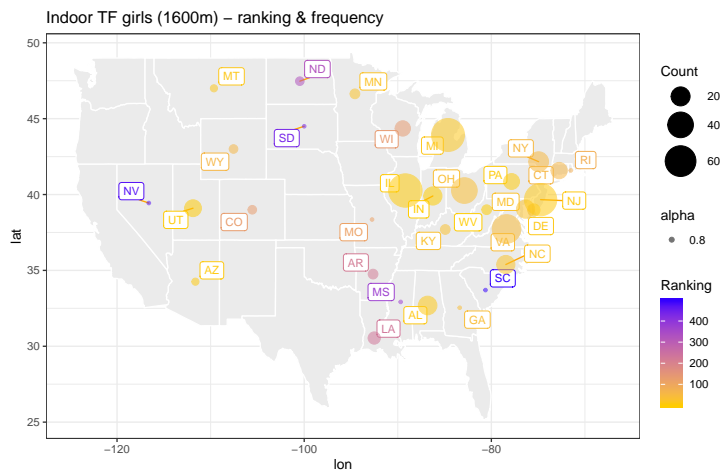 Indoor TF girls (1600m) − ranking & frequency
50
45
40
35
30
25
lat
−120
−100
−80
lon
MT
ND
MN
SD
WI
MI
NY
RI
WY
CT
NV
IL
OH
PA
NJ
UT
CO
IN
WV
MD
DE
MO
KY
VA
NC
AZ
AR
SC
MS
AL
GA
LA
Count
20
40
60
alpha
0.8
Ranking
400
300
200
100